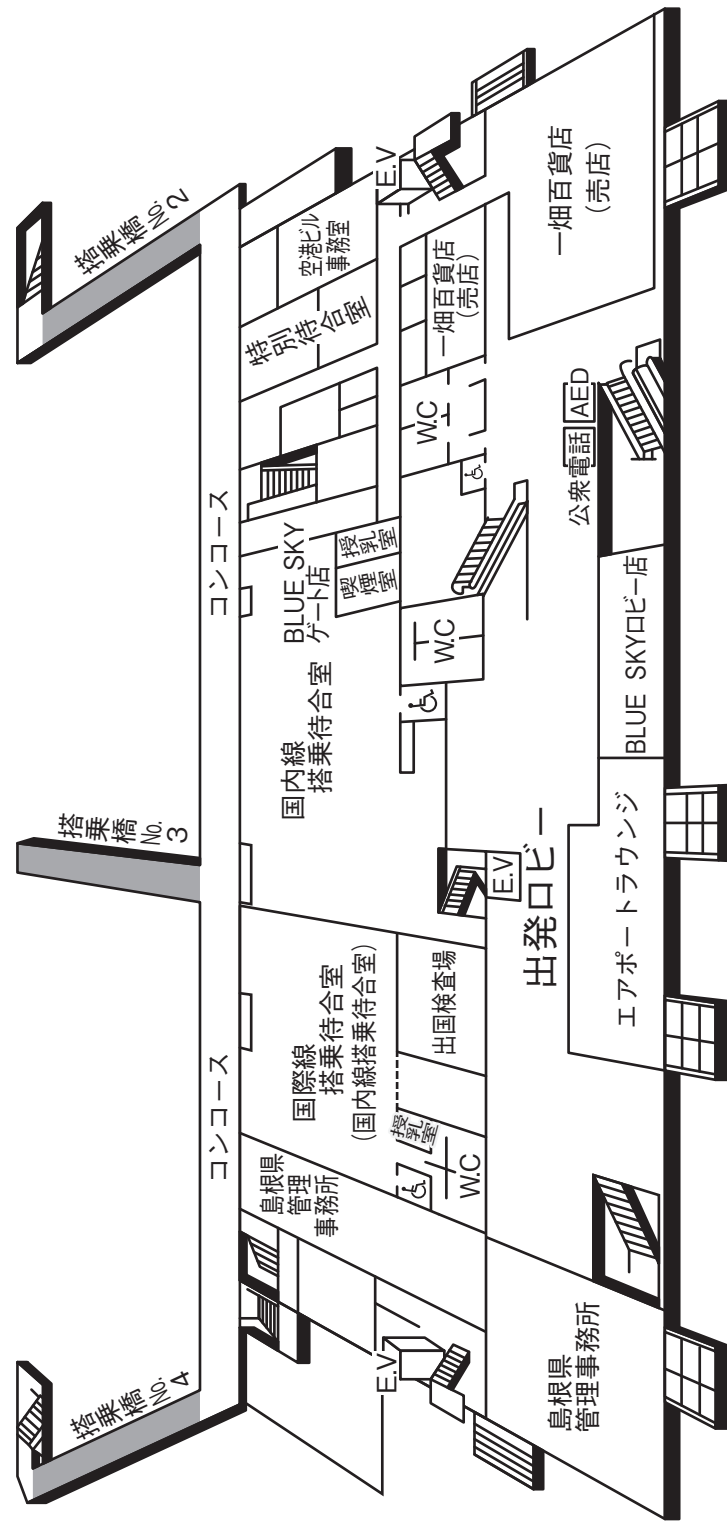 搭乗橋
No.
4
搭乗橋
No.
3
搭乗橋
No.
2
コンコース
コンコース
島根県
管理
事務所
国際線
搭乗待合室
(国内線搭乗待合室)
国内線
搭乗待合室
BLUE SKY
ゲート店
喫煙室
授乳室
特別待合室
空港ビル
事務室
E.V
授乳室
W.C
出国検査場
W.C
W.C
一畑百貨店
(売店)
E.V
E.V
出発ロビー
公衆電話
AED
一畑百貨店
(売店)
島根県
管理事務所
エアポートラウンジ
BLUE SKYロビー店